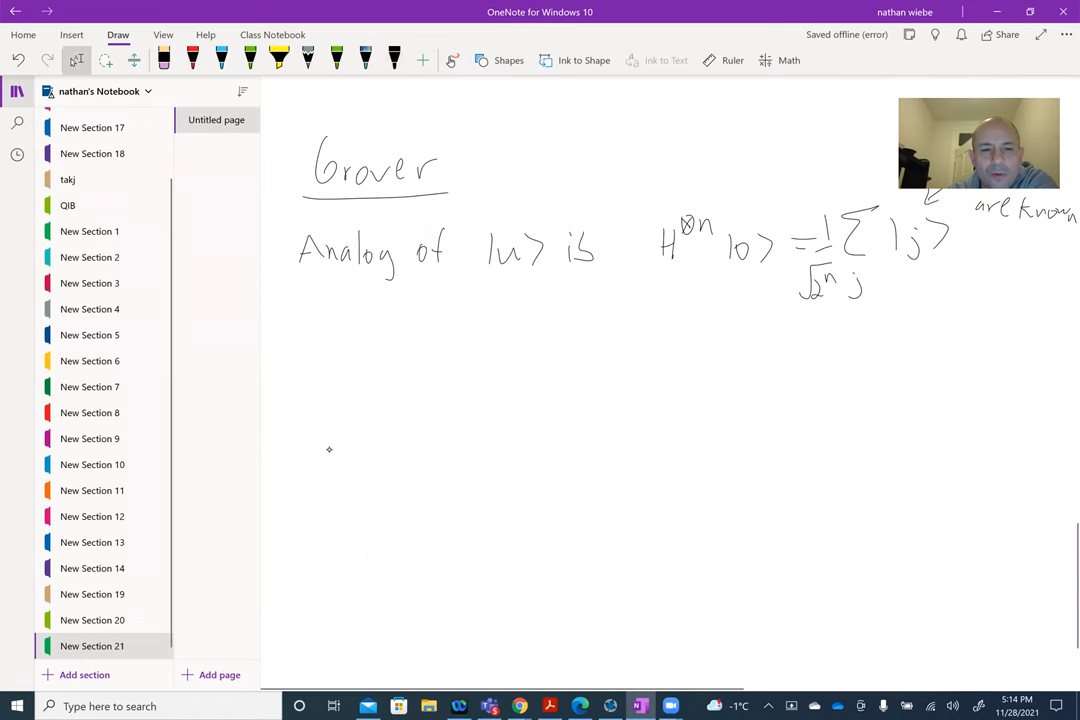 OneNote for Windows 10
nathan wiebe
Home Insert Draw View Help Class Notebook
Saved offline (error)
Share
Shapes
Ink to Shape
Ink to Text
Ruler
Math
nathan's Notebook
New Section 17
New Section 18
takj
QIB
New Section 1
New Section 2
New Section 3
New Section 4
New Section 5
New Section 6
New Section 7
New Section 8
New Section 9
New Section 10
New Section 11
New Section 12
New Section 13
New Section 14
New Section 19
New Section 20
New Section 21
Add section
Untitled page
Add page
Grover
are known
Analog of |u> is H^⊗n |0> = 1/√2^n Σ_j |j>
Type here to search
-1°C
5:14 PM
11/28/2021